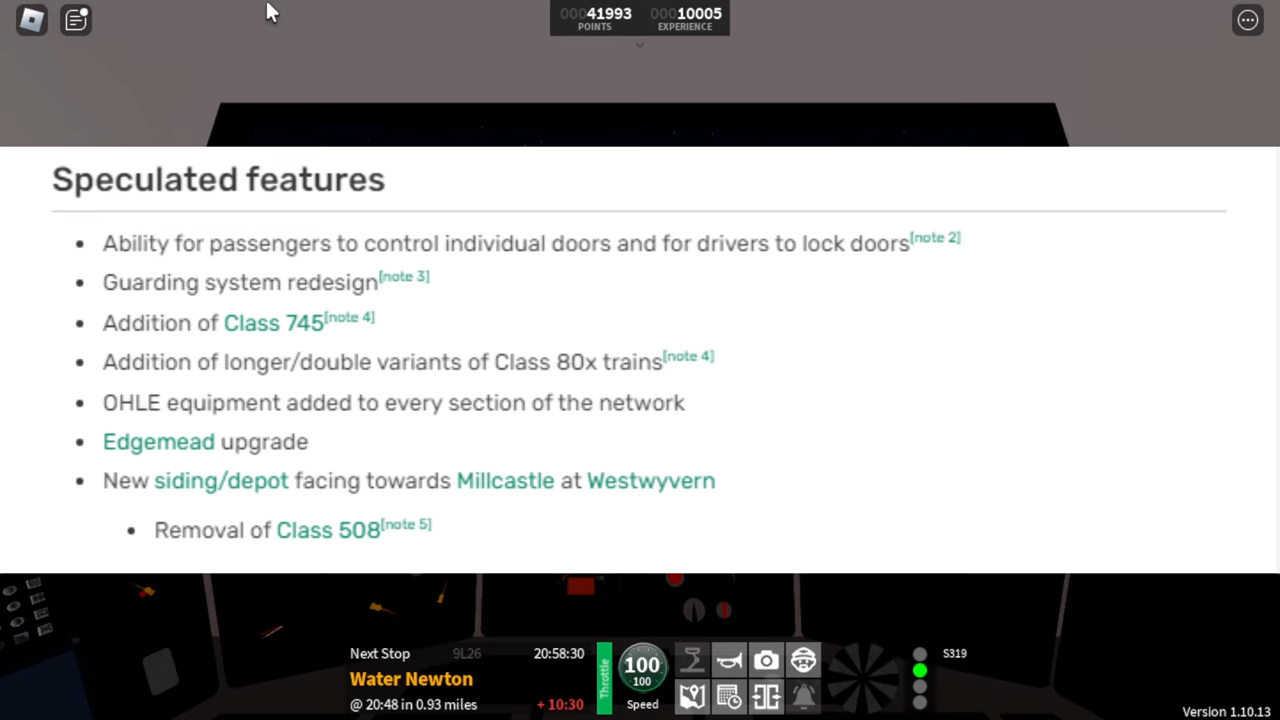 00041993
00010005
POINTS
EXPERIENCE
Speculated features
Ability for passengers to control individual doors and for drivers to lock doors[note 2]
Guarding system redesign[note 3]
Addition of Class 745[note 4]
Addition of longer/double variants of Class 80x trains[note 4]
OHLE equipment added to every section of the network
Edgemead upgrade
New siding/depot facing towards Millcastle at Westwyvern
Removal of Class 508[note 5]
Next Stop 9L26 20:58:30
Water Newton
@ 20:48 in 0.93 miles + 10:30
Throttle
100
100
Speed
S319
Version 1.10.13